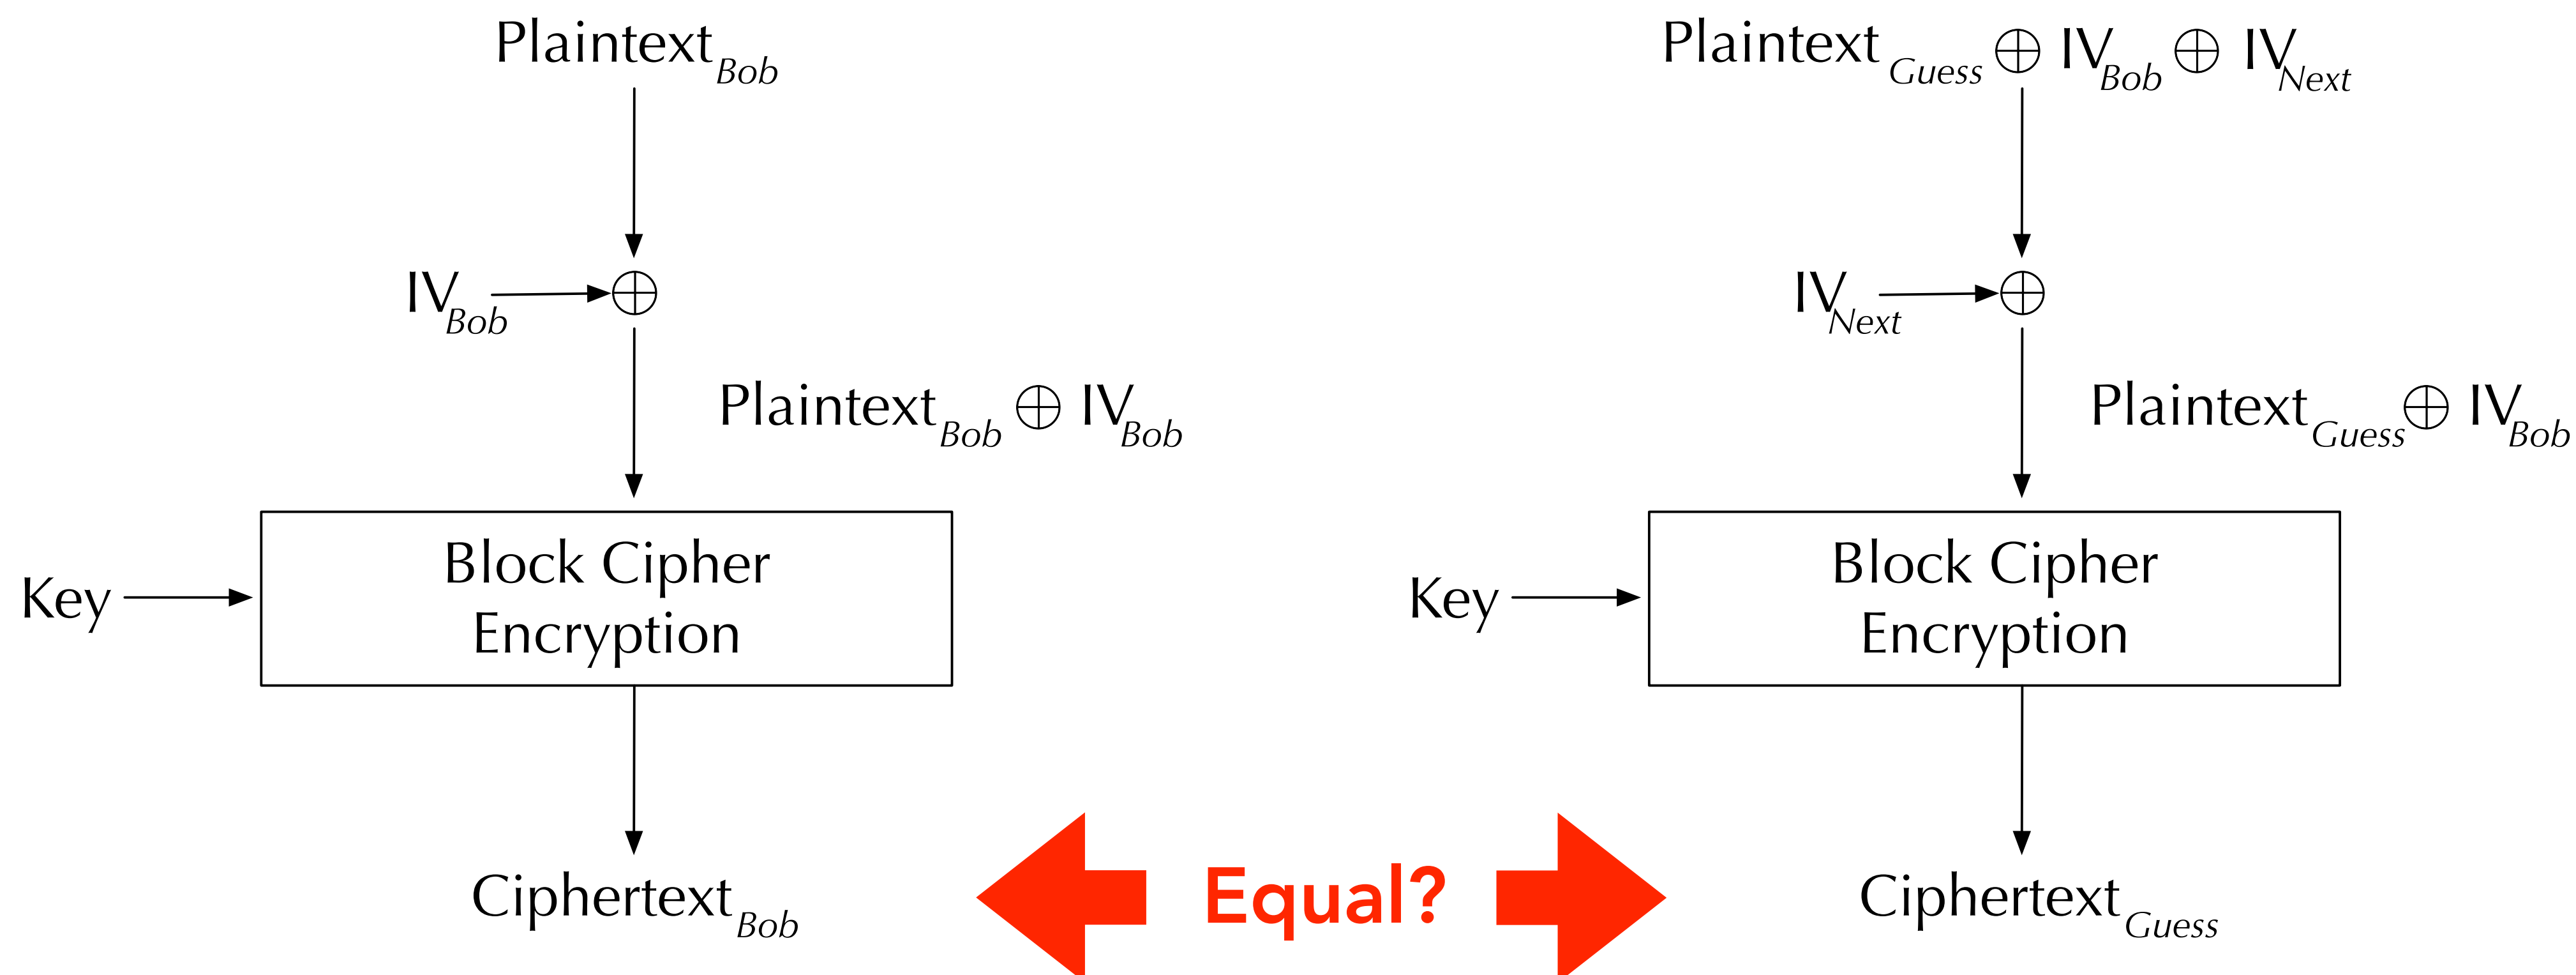 Plaintext Bob
IV Bob ⊕
Plaintext Bob ⊕ IV Bob
Key
Block Cipher
Encryption
Ciphertext Bob
Equal?
Plaintext Guess ⊕ IV Bob ⊕ IV Next
IV Next ⊕
Plaintext Guess ⊕ IV Bob
Key
Block Cipher
Encryption
Ciphertext Guess